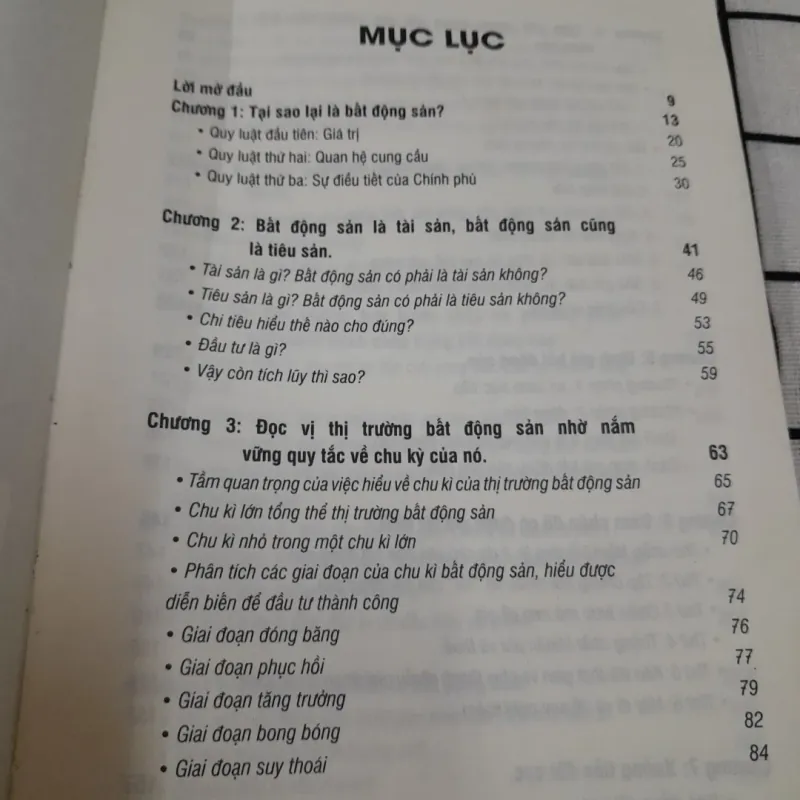 MỤC LỤC
Lời mở đầu 9
Chương 1: Tại sao lại là bất động sản? 13
• Quy luật đầu tiên: Giá trị 20
• Quy luật thứ hai: Quan hệ cung cầu 25
• Quy luật thứ ba: Sự điều tiết của Chính phủ 30
Chương 2: Bất động sản là tài sản, bất động sản cũng
là tiêu sản. 41
• Tài sản là gì? Bất động sản có phải là tài sản không? 46
• Tiêu sản là gì? Bất động sản có phải là tiêu sản không? 49
• Chi tiêu hiểu thế nào cho đúng? 53
• Đầu tư là gì? 55
• Vậy còn tích lũy thì sao? 59
Chương 3: Đọc vị thị trường bất động sản nhờ nắm
vững quy tắc về chu kỳ của nó. 63
• Tầm quan trọng của việc hiểu về chu kì của thị trường bất động sản 65
• Chu kì lớn tổng thể thị trường bất động sản 67
• Chu kì nhỏ trong một chu kì lớn 70
• Phân tích các giai đoạn của chu kì bất động sản, hiểu được
diễn biến để đầu tư thành công 74
• Giai đoạn đóng băng 76
• Giai đoạn phục hồi 77
• Giai đoạn tăng trưởng 79
• Giai đoạn bong bóng 82
• Giai đoạn suy thoái 84